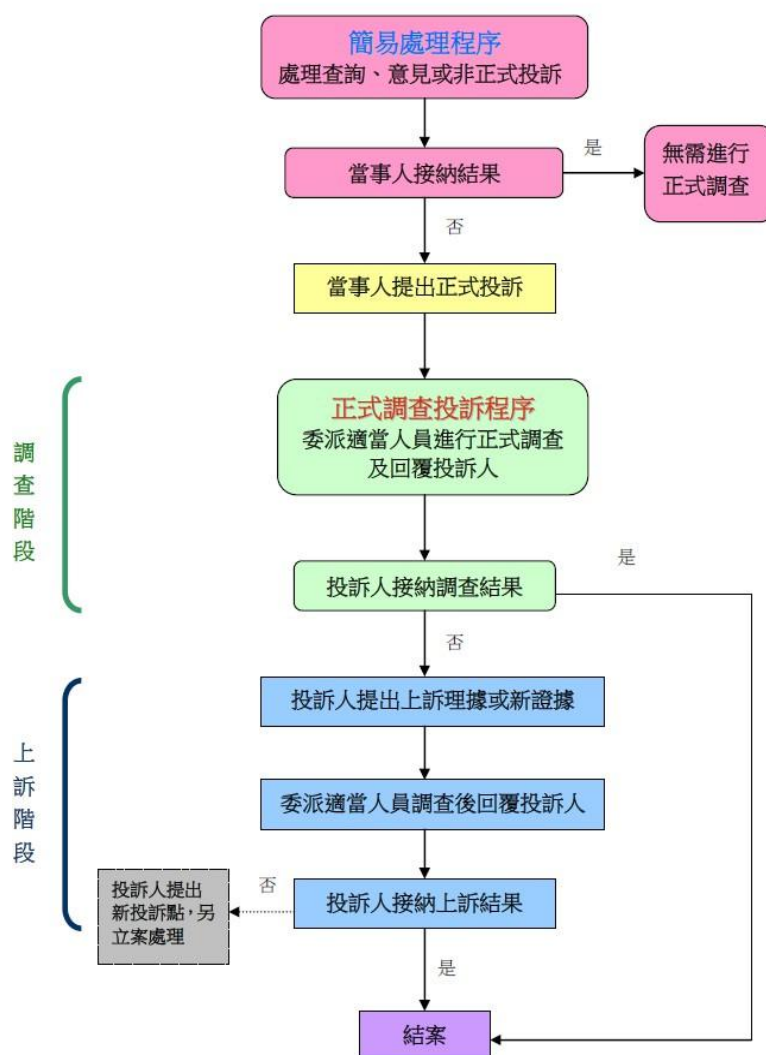 簡易處理程序
處理查詢、意見或非正式投訴
是
當事人接納結果
無需進行
正式調查
否
當事人提出正式投訴
調查階段
正式調查投訴程序
委派適當人員進行正式調查
及回覆投訴人
是
投訴人接納調查結果
否
上訴階段
投訴人提出上訴理據或新證據
委派適當人員調查後回覆投訴人
投訴人接納上訴結果
否
投訴人提出
新投訴點,另
立案處理
是
結案